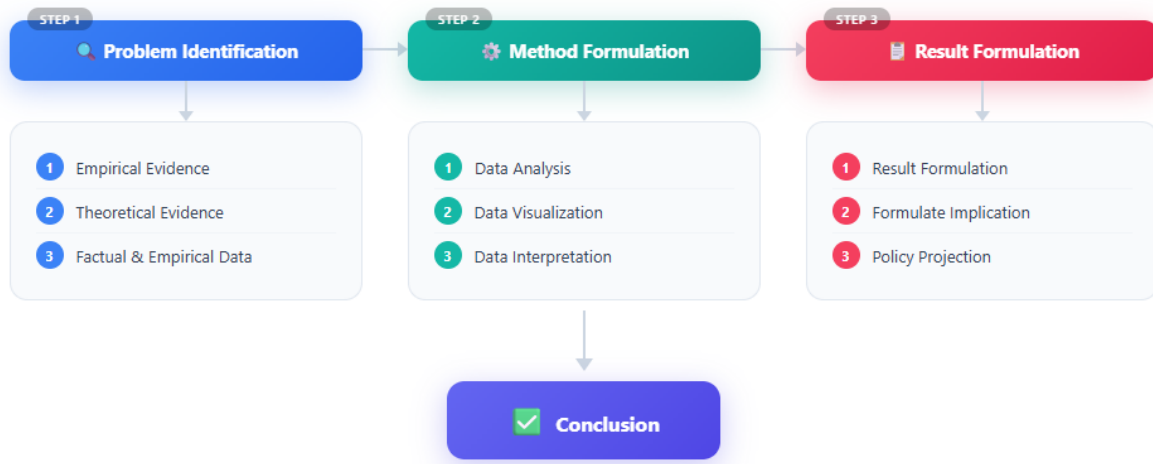 STEP 1
Problem Identification
1 Empirical Evidence
2 Theoretical Evidence
3 Factual & Empirical Data
STEP 2
Method Formulation
1 Data Analysis
2 Data Visualization
3 Data Interpretation
STEP 3
Result Formulation
1 Result Formulation
2 Formulate Implication
3 Policy Projection
Conclusion